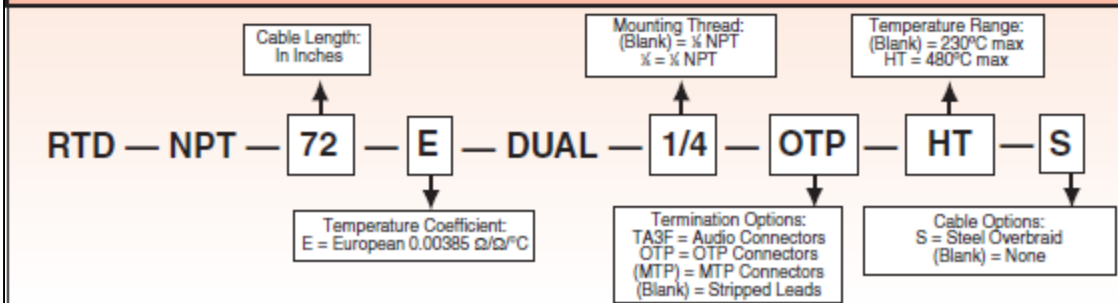 Cable Length:
In Inches
Mounting Thread:
(Blank) = NPT
¼ = ¼ NPT
Temperature Range:
(Blank) = 230ºC max
HT = 480ºC max
RTD — NPT — 72 — E — DUAL — 1/4 — OTP — HT — S
Temperature Coefficient:
E = European 0.00385 Ω/Ω/ºC
Termination Options:
TA3F = Audio Connectors
OTP = OTP Connectors
(MTP) = MTP Connectors
(Blank) = Stripped Leads
Cable Options:
S = Steel Overbraid
(Blank) = None